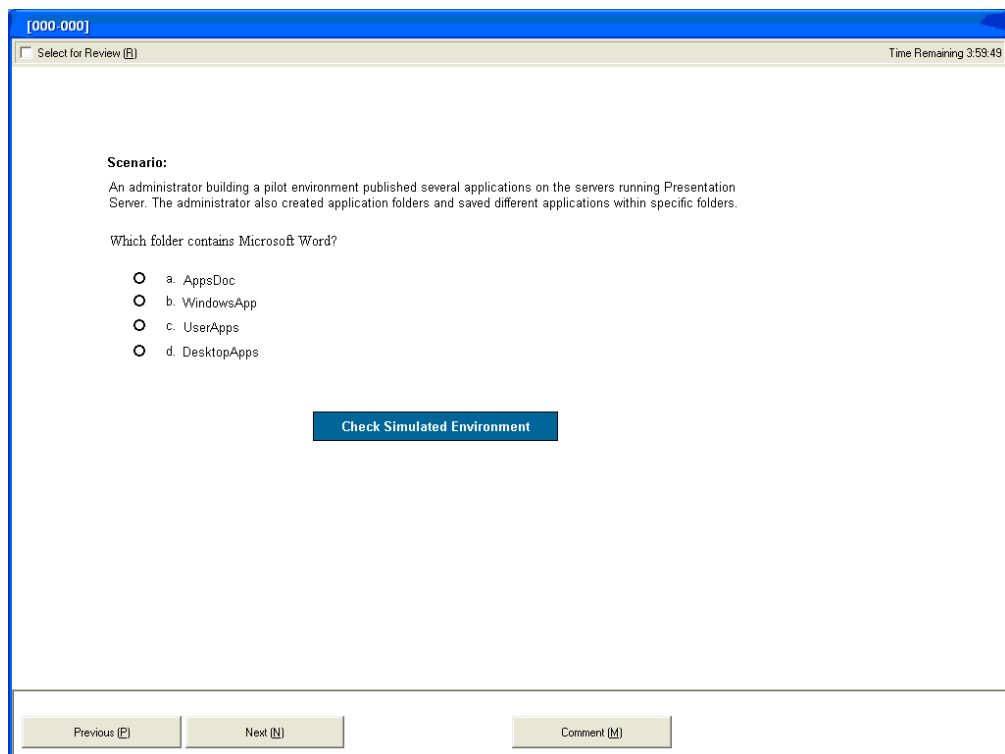 [000-000]
Select for Review (R)
Time Remaining 3:59:49
Scenario:
An administrator building a pilot environment published several applications on the servers running Presentation
Server. The administrator also created application folders and saved different applications within specific folders.
Which folder contains Microsoft Word?
a. AppsDoc
b. WindowsApp
c. UserApps
d. DesktopApps
Check Simulated Environment
Previous (P)
Next (N)
Comment (M)